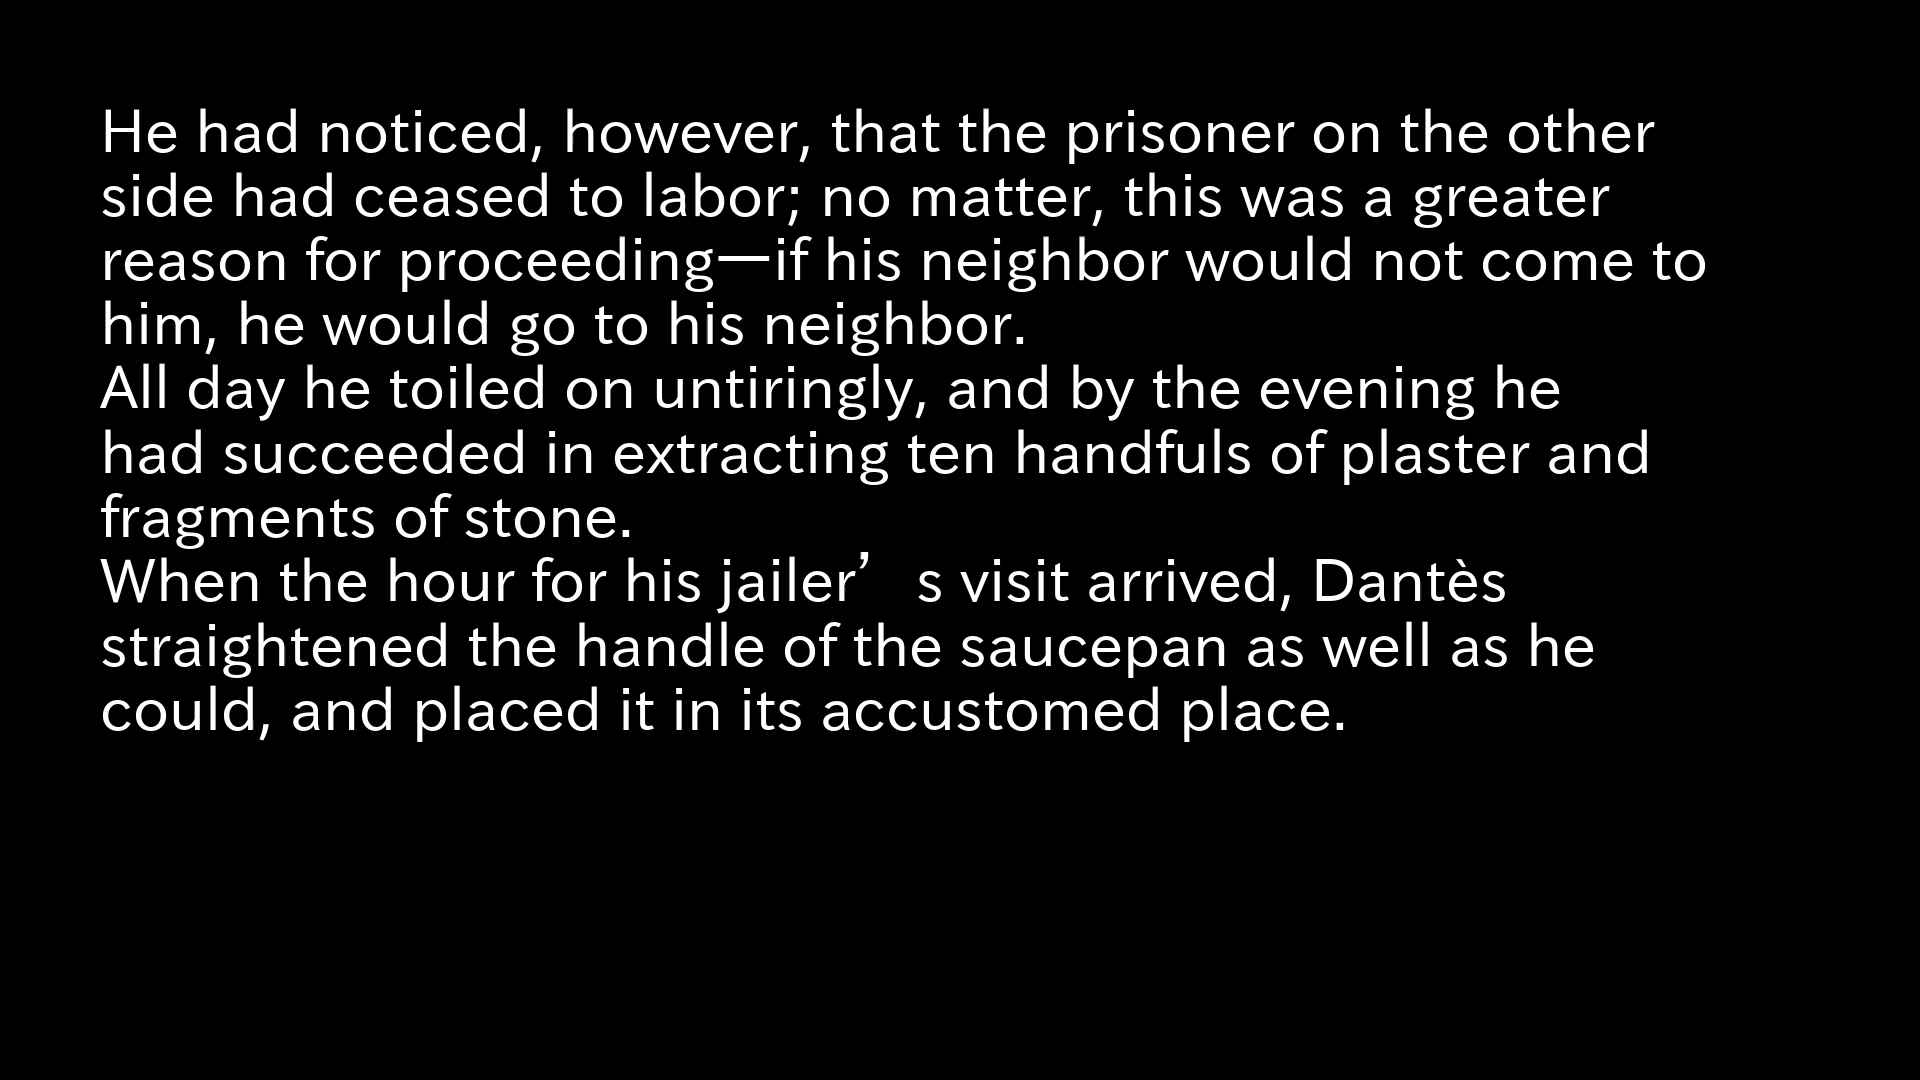 He had noticed, however, that the prisoner on the other
side had ceased to labor; no matter, this was a greater
reason for proceeding—if his neighbor would not come to
him, he would go to his neighbor.
All day he toiled on untiringly, and by the evening he
had succeeded in extracting ten handfuls of plaster and
fragments of stone.
When the hour for his jailer’s visit arrived, Dantès
straightened the handle of the saucepan as well as he
could, and placed it in its accustomed place.